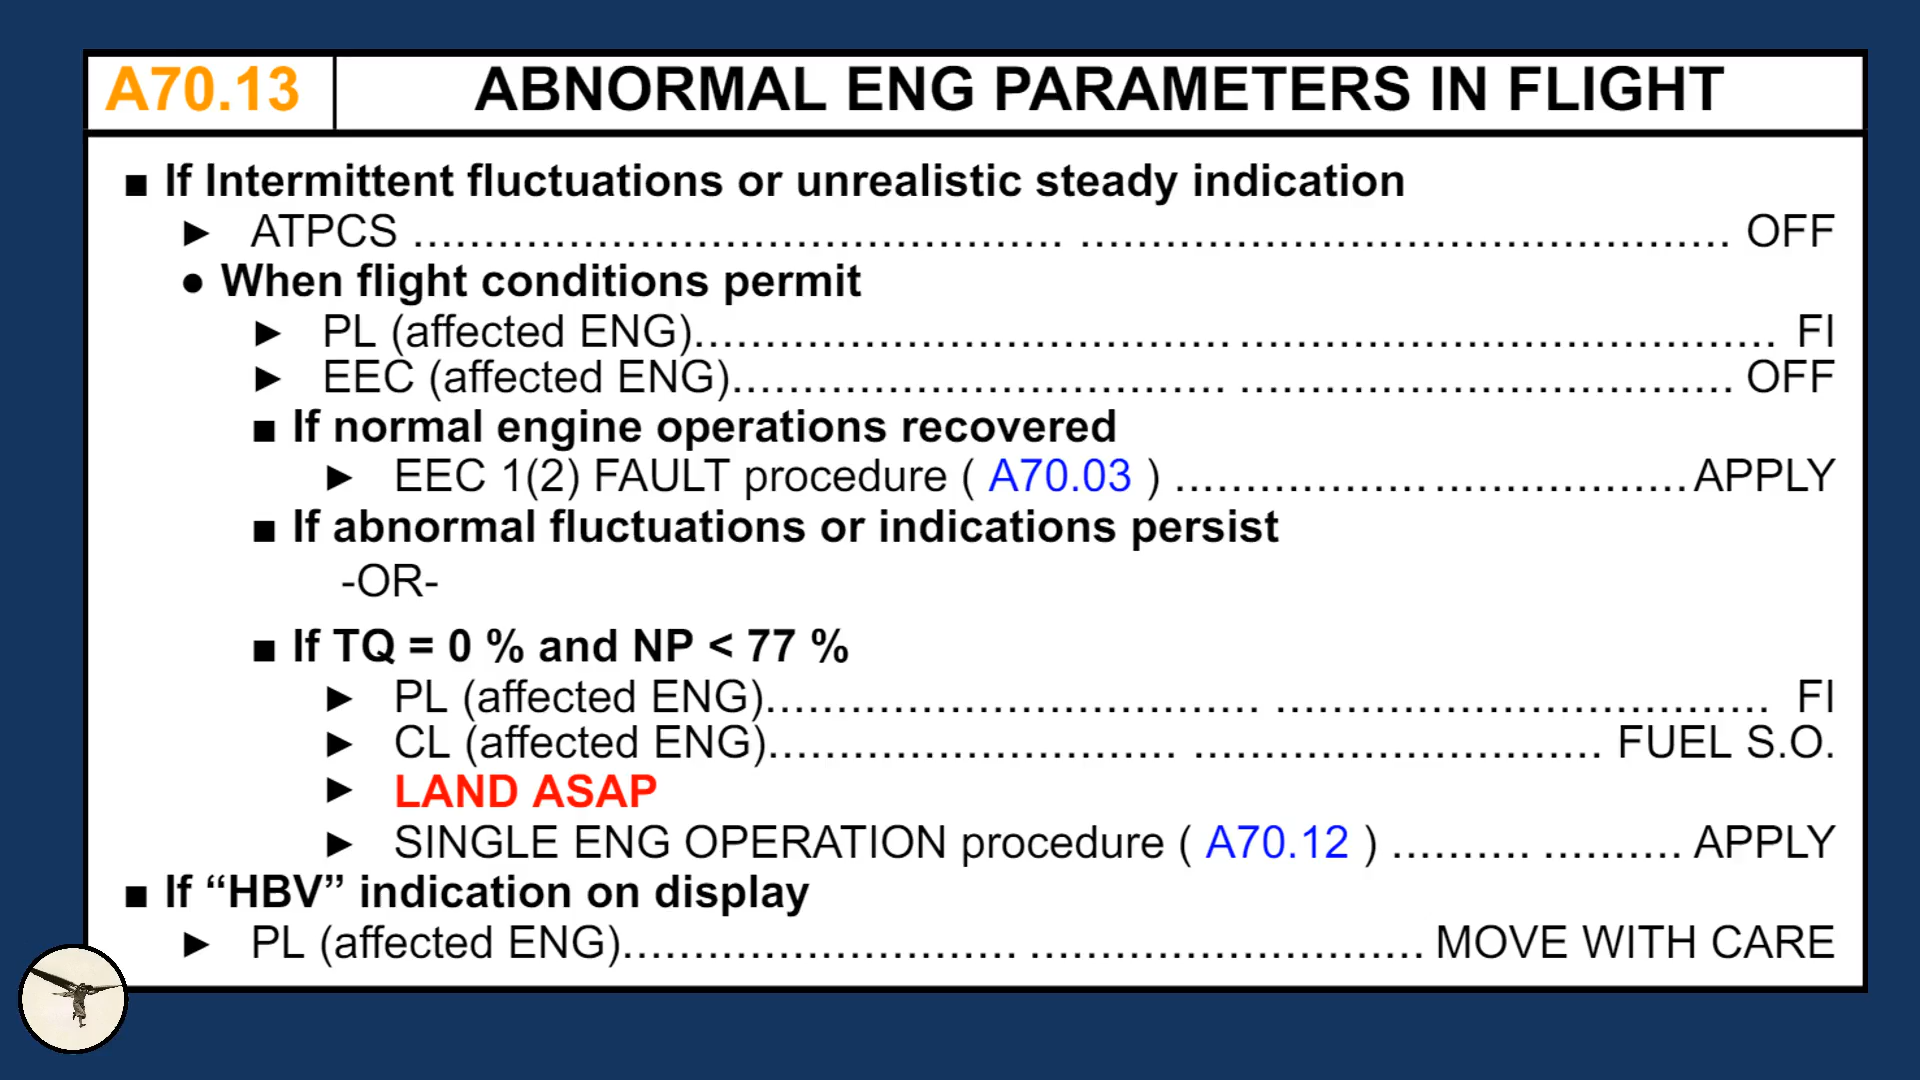 A70.13 ABNORMAL ENG PARAMETERS IN FLIGHT
■ If Intermittent fluctuations or unrealistic steady indication
► ATPCS ........................................................................................ OFF
● When flight conditions permit
► PL (affected ENG)........................................................................... FI
► EEC (affected ENG)..................................................................... OFF
■ If normal engine operations recovered
► EEC 1(2) FAULT procedure ( A70.03 ) ....................................APPLY
■ If abnormal fluctuations or indications persist
-OR-
■ If TQ = 0 % and NP < 77 %
► PL (affected ENG)...................................................................... FI
► CL (affected ENG).......................................................... FUEL S.O.
► LAND ASAP
► SINGLE ENG OPERATION procedure ( A70.12 ) .................... APPLY
■ If “HBV” indication on display
► PL (affected ENG)........................................................ MOVE WITH CARE